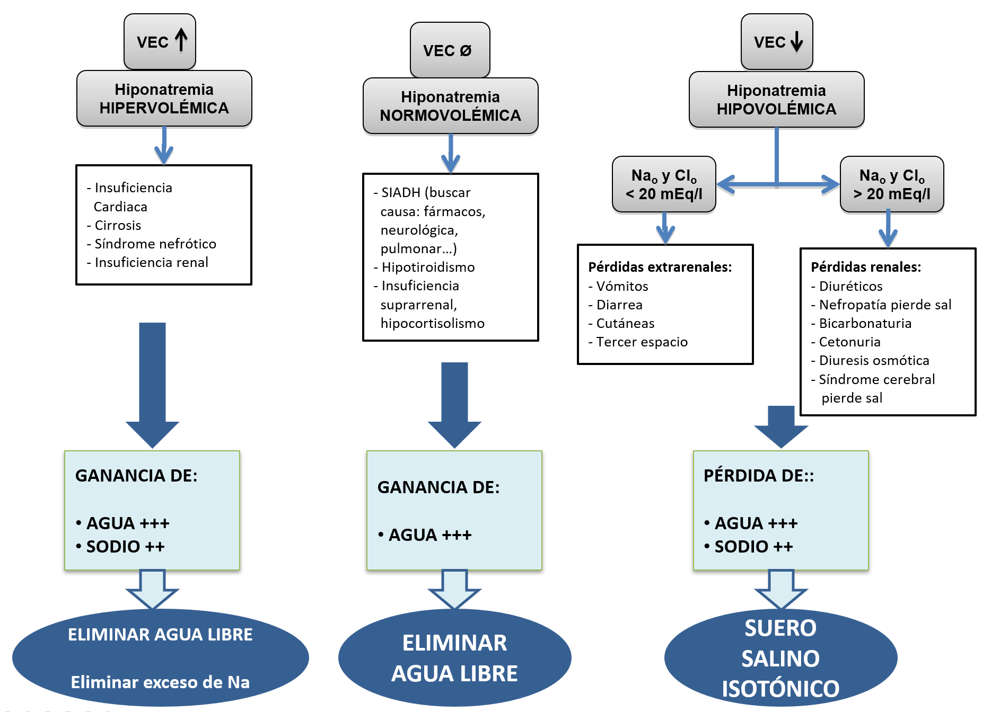 VEC ↑
Hiponatremia
HIPERVOLÉMICA
- Insuficiencia
Cardiaca
- Cirrosis
- Síndrome nefrótico
- Insuficiencia renal
GANANCIA DE:
• AGUA +++
• SODIO ++
ELIMINAR AGUA LIBRE
Eliminar exceso de Na
VEC Ø
Hiponatremia
NORMOVOLÉMICA
- SIADH (buscar
causa: fármacos,
neurológica,
pulmonar...)
- Hipotiroidismo
- Insuficiencia
suprarrenal,
hipocortisolismo
GANANCIA DE:
• AGUA +++
ELIMINAR
AGUA LIBRE
VEC ↓
Hiponatremia
HIPOVOLÉMICA
Nao y Clo
< 20 mEq/l
Pérdidas extrarenales:
- Vómitos
- Diarrea
- Cutáneas
- Tercer espacio
Nao y Clo
> 20 mEq/l
Pérdidas renales:
- Diuréticos
- Nefropatía pierde sal
- Bicarbonaturia
- Cetonuria
- Diuresis osmótica
- Síndrome cerebral
pierde sal
PÉRDIDA DE::
• AGUA +++
• SODIO ++
SUERO
SALINO
ISOTÓNICO